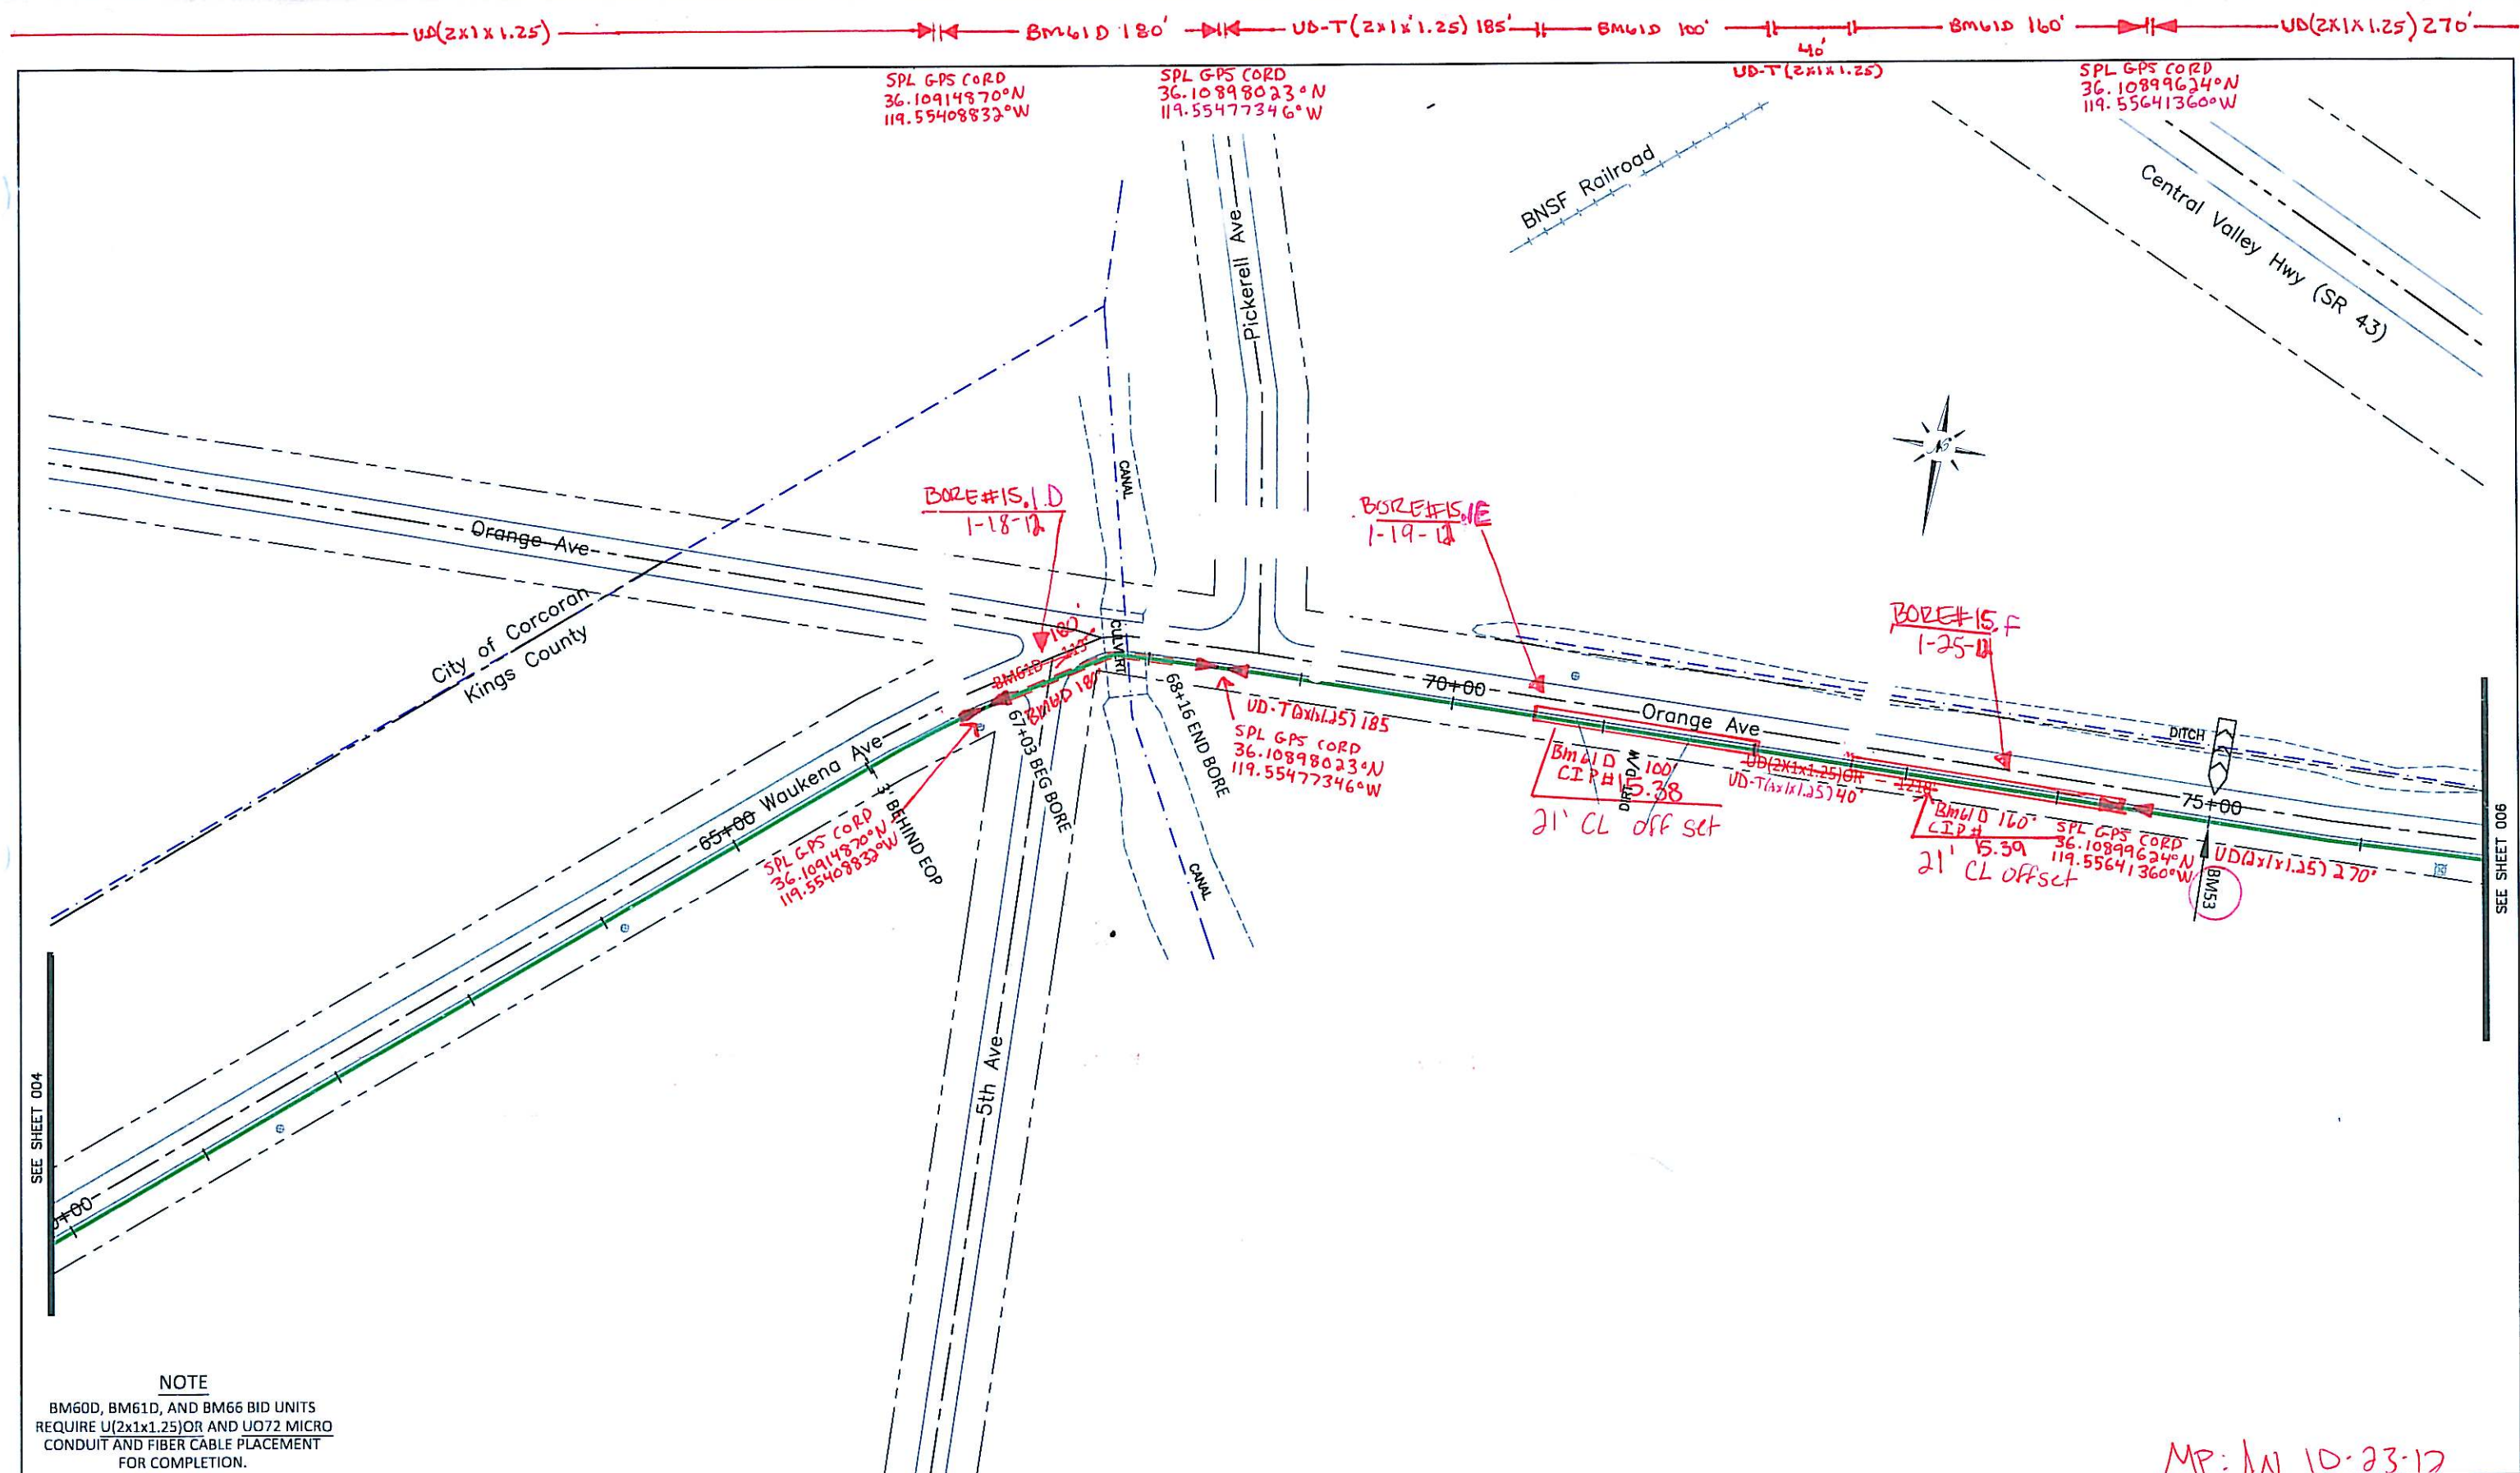 UD(2x1x1.25)
BM61D 180'
UD-T(2x1x1.25) 185'
BM61D 100'
40'
UD-T(2x1x1.25)
BM61D 160'
UD(2x1x1.25) 270'
SPL GPS CORD
36.10914870°N
119.55408832°W
SPL GPS CORD
36.10898023°N
119.55477346°W
SPL GPS CORD
36.10899624°N
119.55641360°W
BNSF Railroad
Central Valley Hwy (SR 43)
Pickerell Ave
CANAL
BORE#15.1D
1-18-12
BORE#15.1E
1-19-12
Orange Ave
City of Corcoran
Kings County
BORE#15.F
1-25-12
180'
BM61D 113'
BM61D 180'
CULVERT
67+03 BEG BORE
68+16 END BORE
UD-T(2x1x1.25) 185
SPL GPS CORD
36.10898023°N
119.55477346°W
70+00
Orange Ave
BM61D 100'
CIP#15.38
21' CL off set
DIRT D/W
UD(2X1x1.25)OR
1218'
UD-T(2x1x1.25) 40'
DITCH
75+00
BM61D 160'
CIP#
15.39
21' CL offset
SPL GPS CORD
36.10899624°N
119.55641360°W
UD(2x1x1.25) 270'
BM53
65+00
Waukena Ave
3' BEHIND EOP
SPL GPS CORD
36.10914870°N
119.55408832°W
CANAL
5th Ave
0+00
SEE SHEET 004
SEE SHEET 006
NOTE
BM60D, BM61D, AND BM66 BID UNITS
REQUIRE U(2x1x1.25)OR AND UO72 MICRO
CONDUIT AND FIBER CABLE PLACEMENT
FOR COMPLETION.
MP: 10-23-12